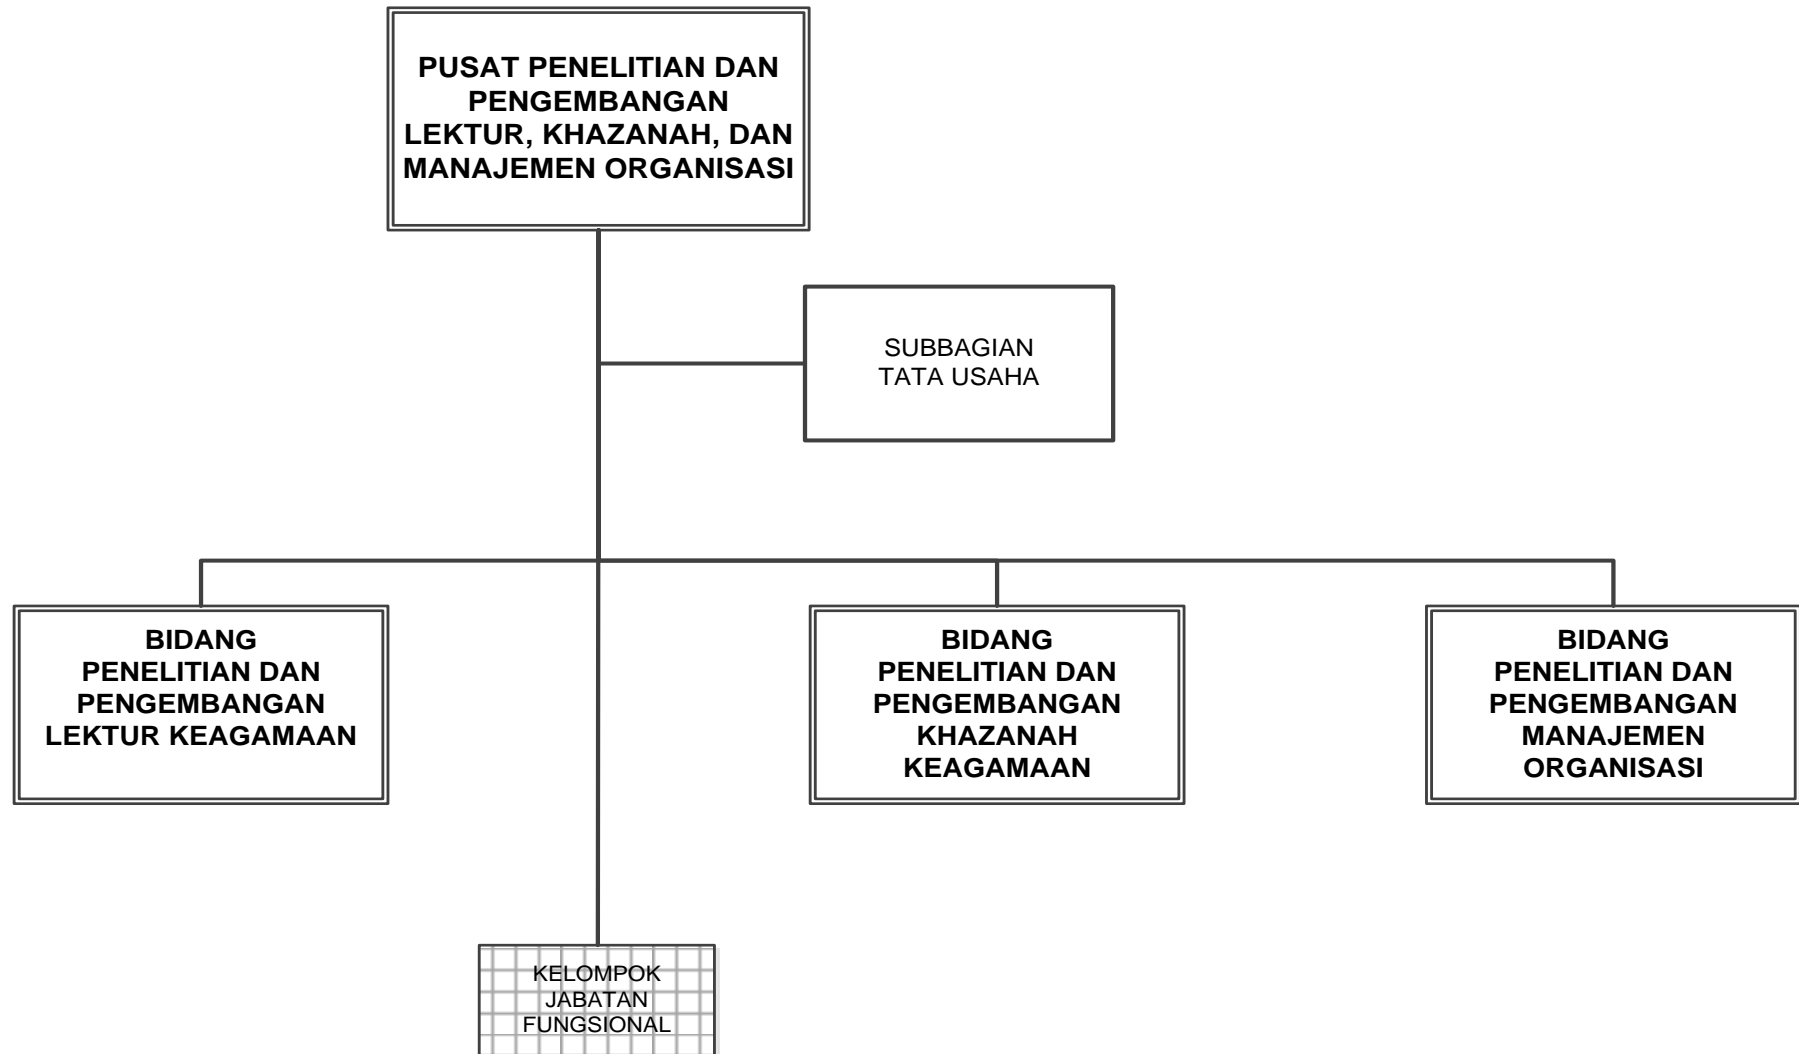 PUSAT PENELITIAN DAN
PENGEMBANGAN
LEKTUR, KHAZANAH, DAN
MANAJEMEN ORGANISASI
SUBBAGIAN
TATA USAHA
BIDANG
PENELITIAN DAN
PENGEMBANGAN
LEKTUR KEAGAMAAN
BIDANG
PENELITIAN DAN
PENGEMBANGAN
KHAZANAH
KEAGAMAAN
BIDANG
PENELITIAN DAN
PENGEMBANGAN
MANAJEMEN
ORGANISASI
KELOMPOK
JABATAN
FUNGSIONAL